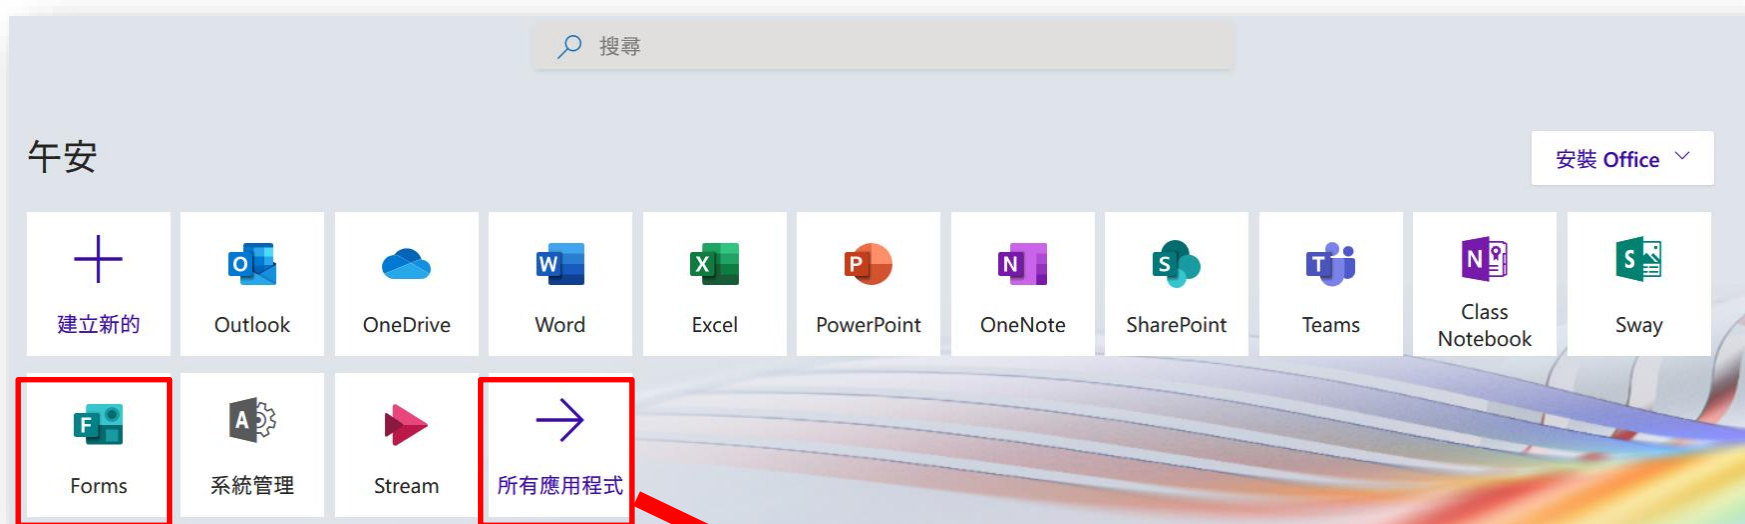 搜尋
午安
安裝 Office
建立新的
Outlook
OneDrive
Word
Excel
PowerPoint
OneNote
SharePoint
Teams
Class
Notebook
Sway
Forms
系統管理
Stream
所有應用程式